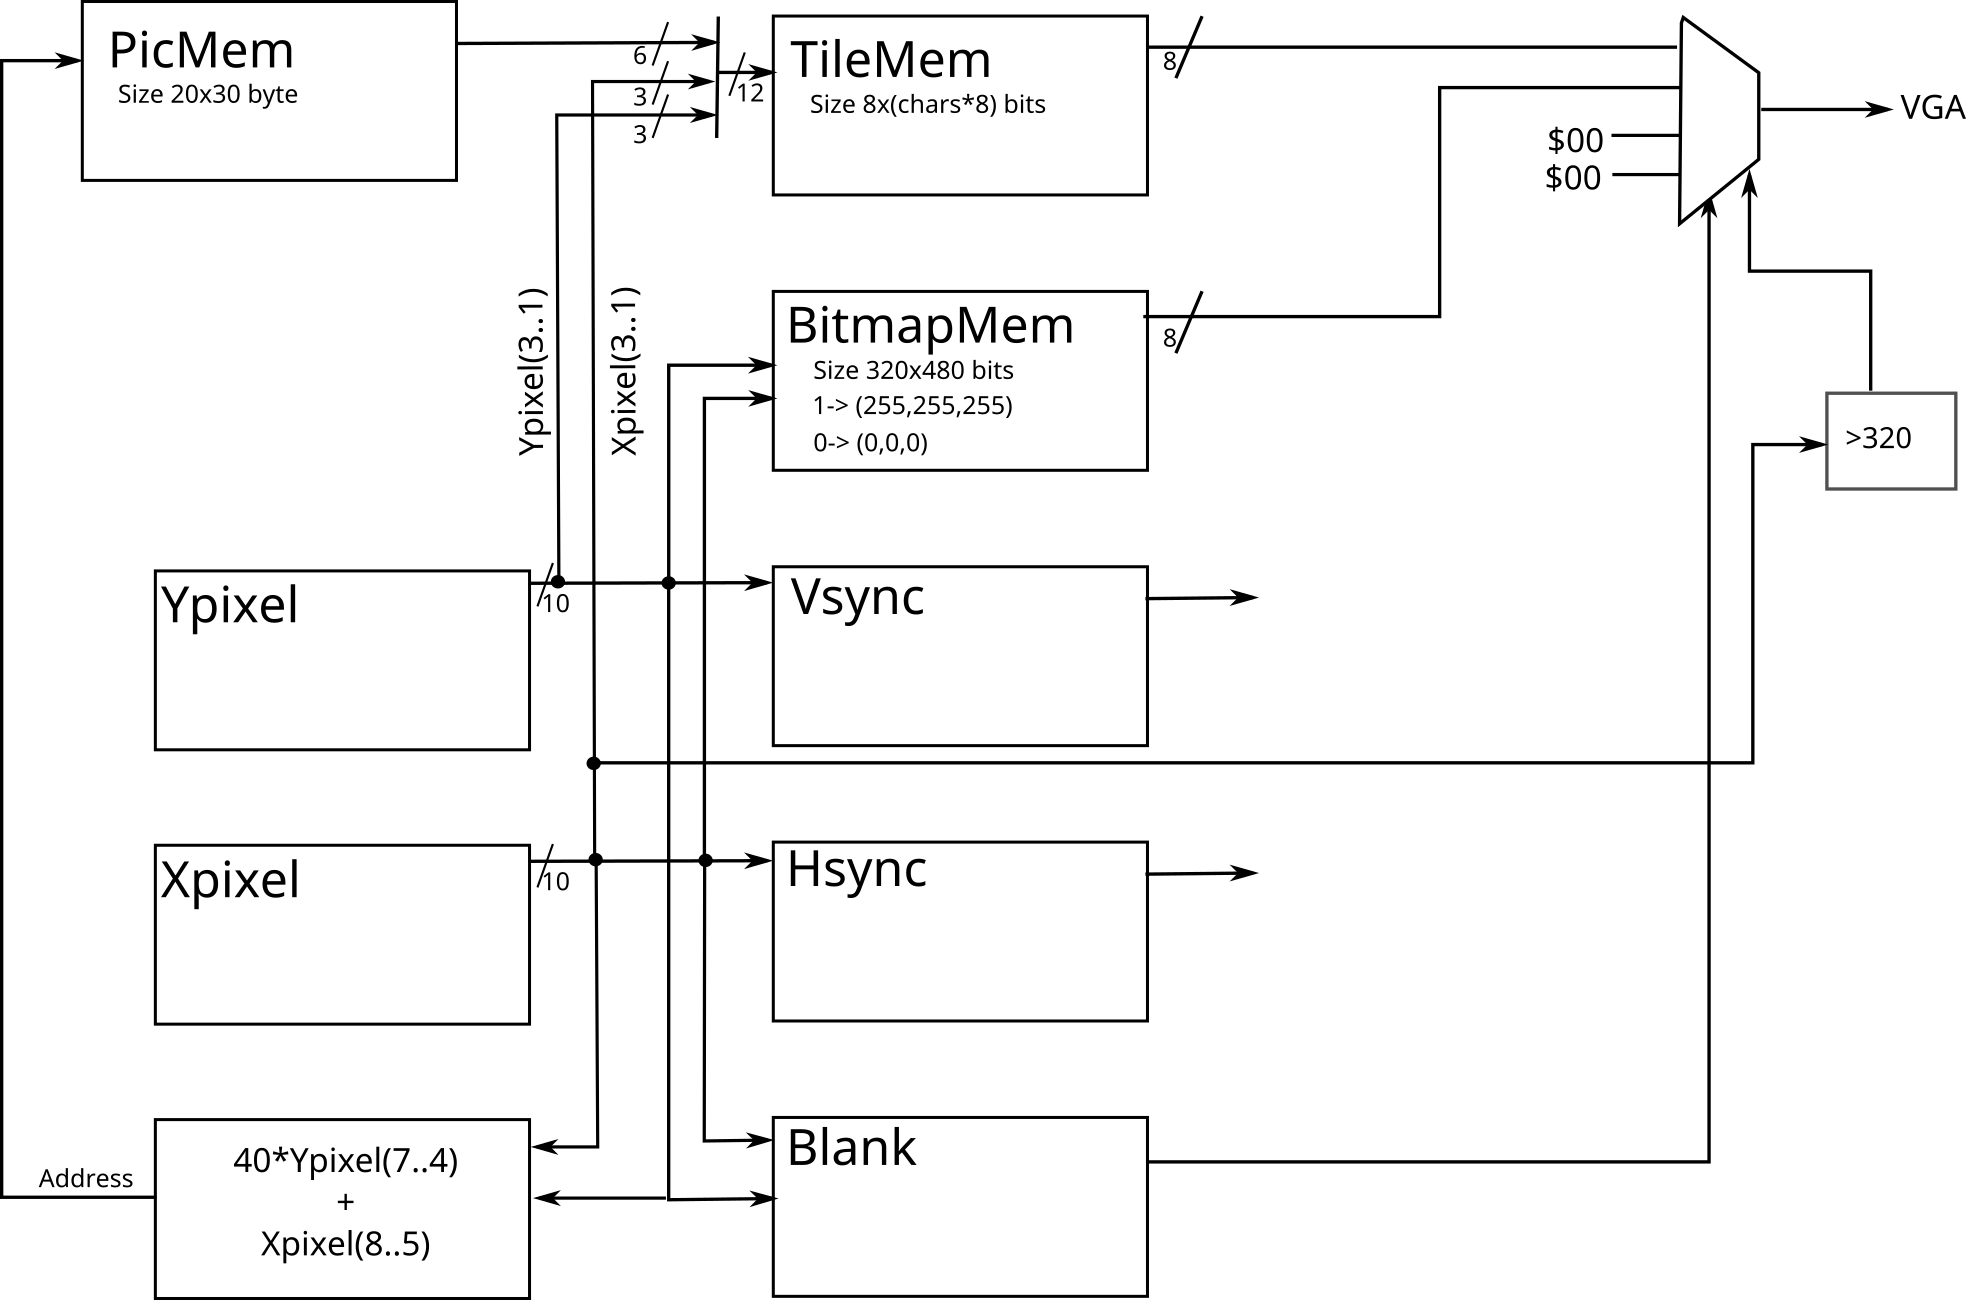 PicMem
Size 20x30 byte
6
3
3
12
TileMem
Size 8x(chars*8) bits
8
$00
$00
VGA
Ypixel(3..1)
Xpixel(3..1)
BitmapMem
Size 320x480 bits
1-> (255,255,255)
0-> (0,0,0)
8
>320
Ypixel
10
Vsync
Xpixel
10
Hsync
Address
40*Ypixel(7..4)
+
Xpixel(8..5)
Blank